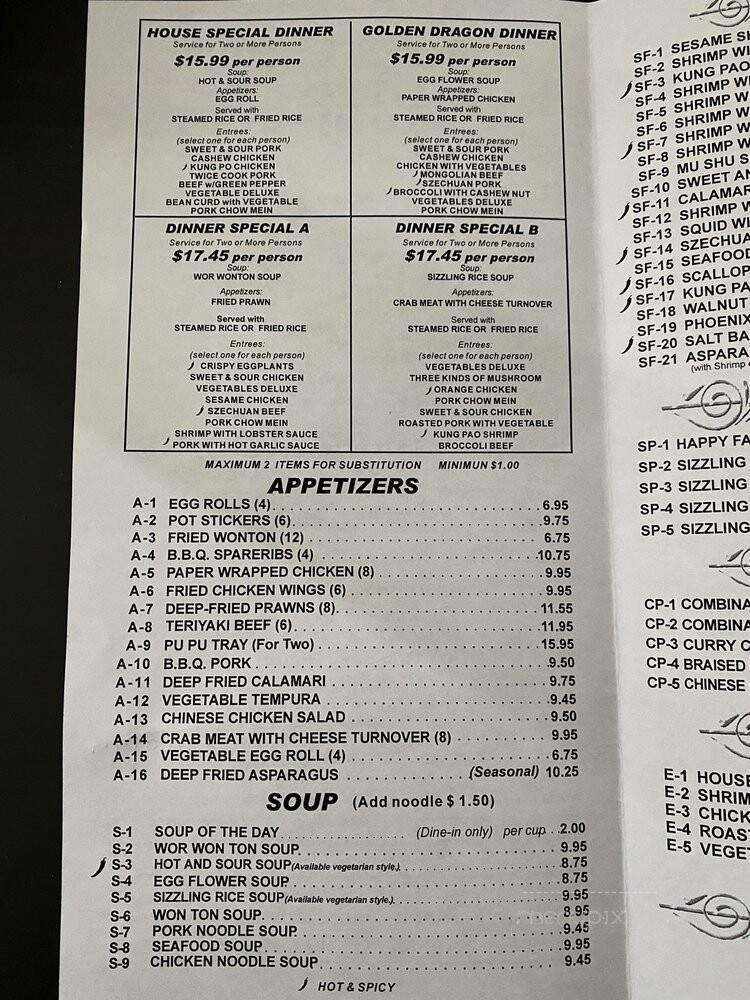 HOUSE SPECIAL DINNER
Service for Two or More Persons
$15.99 per person
Soup:
HOT & SOUR SOUP
Appetizers:
EGG ROLL
Served with
STEAMED RICE OR FRIED RICE
Entrees:
(select one for each person)
SWEET & SOUR PORK
CASHEW CHICKEN
KUNG PO CHICKEN
TWICE COOK PORK
BEEF w/GREEN PEPPER
VEGETABLE DELUXE
BEAN CURD with VEGETABLE
PORK CHOW MEIN
GOLDEN DRAGON DINNER
Service for Two or More Persons
$15.99 per person
Soup:
EGG FLOWER SOUP
Appetizers:
PAPER WRAPPED CHICKEN
Served with
STEAMED RICE OR FRIED RICE
Entrees:
(select one for each person)
SWEET & SOUR PORK
CASHEW CHICKEN
CHICKEN WITH VEGETABLES
MONGOLIAN BEEF
SZECHUAN PORK
BROCCOLI WITH CASHEW NUT
VEGETABLES DELUXE
PORK CHOW MEIN
DINNER SPECIAL A
Service for Two or More Persons
$17.45 per person
Soup:
WOR WONTON SOUP
Appetizers:
FRIED PRAWN
Served with
STEAMED RICE OR FRIED RICE
Entrees:
(select one for each person)
CRISPY EGGPLANTS
SWEET & SOUR CHICKEN
VEGETABLES DELUXE
SESAME CHICKEN
SZECHUAN BEEF
PORK CHOW MEIN
SHRIMP WITH LOBSTER SAUCE
PORK WITH HOT GARLIC SAUCE
DINNER SPECIAL B
Service for Two or More Persons
$17.45 per person
Soup:
SIZZLING RICE SOUP
Appetizers:
CRAB MEAT WITH CHEESE TURNOVER
Served with
STEAMED RICE OR FRIED RICE
Entrees:
(select one for each person)
VEGETABLES DELUXE
THREE KINDS OF MUSHROOM
ORANGE CHICKEN
PORK CHOW MEIN
SWEET & SOUR CHICKEN
ROASTED PORK WITH VEGETABLE
KUNG PAO SHRIMP
BROCCOLI BEEF
MAXIMUM 2 ITEMS FOR SUBSTITUTION MINIMUN $1.00
APPETIZERS
A-1 EGG ROLLS (4) 6.95
A-2 POT STICKERS (6) 9.75
A-3 FRIED WONTON (12) 6.75
A-4 B.B.Q. SPARERIBS (4) 10.75
A-5 PAPER WRAPPED CHICKEN (8) 9.95
A-6 FRIED CHICKEN WINGS (6) 9.95
A-7 DEEP-FRIED PRAWNS (8) 11.55
A-8 TERIYAKI BEEF (6) 11.95
A-9 PU PU TRAY (For Two) 15.95
A-10 B.B.Q. PORK 9.50
A-11 DEEP FRIED CALAMARI 9.75
A-12 VEGETABLE TEMPURA 9.45
A-13 CHINESE CHICKEN SALAD 9.50
A-14 CRAB MEAT WITH CHEESE TURNOVER (8) 9.95
A-15 VEGETABLE EGG ROLL (4) 6.75
A-16 DEEP FRIED ASPARAGUS (Seasonal) 10.25
SOUP (Add noodle $ 1.50)
S-1 SOUP OF THE DAY (Dine-in only) per cup 2.00
S-2 WOR WON TON SOUP 9.95
S-3 HOT AND SOUR SOUP (Available vegetarian style.) 8.75
S-4 EGG FLOWER SOUP 8.75
S-5 SIZZLING RICE SOUP (Available vegetarian style.) 9.95
S-6 WON TON SOUP 8.95
S-7 PORK NOODLE SOUP 9.45
S-8 SEAFOOD SOUP 9.95
S-9 CHICKEN NOODLE SOUP 9.45
HOT & SPICY
SF-1 SESAME
SF-2 SHRIMP
SF-3 KUNG PAO
SF-4 SHRIMP
SF-5 SHRIMP
SF-6 SHRIMP
SF-7 SHRIMP
SF-8 SHRIMP
SF-9 MU SHU
SF-10 SWEET
SF-11 CALAMAR
SF-12 SHRIMP
SF-13 SQUID
SF-14 SZECHUA
SF-15 SEAFOOD
SF-16 SCALLOP
SF-17 KUNG PA
SF-18 WALNUT
SF-19 PHOENIX
SF-20 SALT BA
SF-21 ASPARA
(with Shrimp
SP-1 HAPPY FA
SP-2 SIZZLING
SP-3 SIZZLING
SP-4 SIZZLING
SP-5 SIZZLING
CP-1 COMBINA
CP-2 COMBINA
CP-3 CURRY C
CP-4 BRAISED
CP-5 CHINESE
E-1 HOUSE
E-2 SHRIM
E-3 CHICK
E-4 ROAS
E-5 VEGE